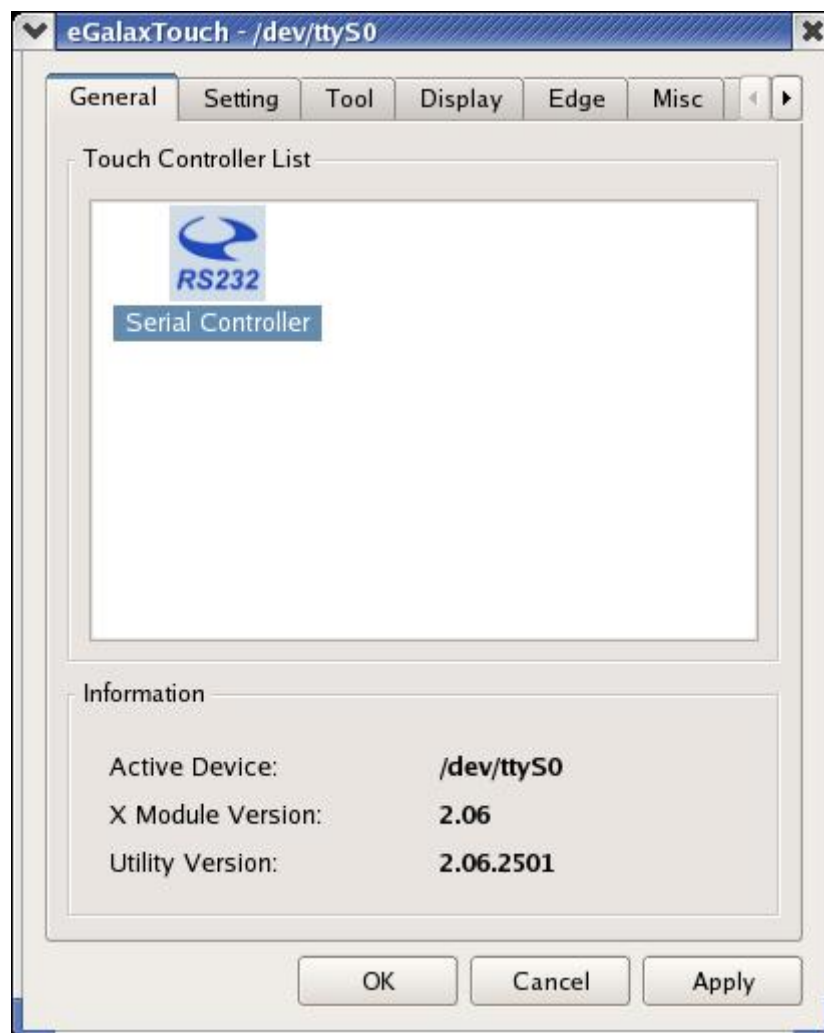 eGalaxTouch - /dev/ttyS0
General Setting Tool Display Edge Misc
Touch Controller List
RS232
Serial Controller
Information
Active Device: /dev/ttyS0
X Module Version: 2.06
Utility Version: 2.06.2501
OK Cancel Apply